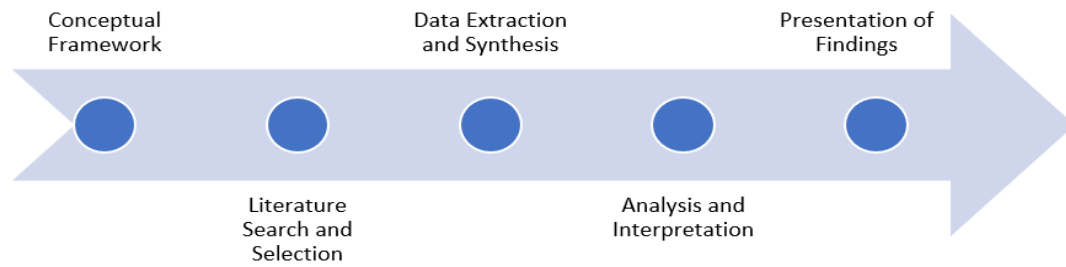 Conceptual
Framework
Literature
Search and
Selection
Data Extraction
and Synthesis
Analysis and
Interpretation
Presentation of
Findings